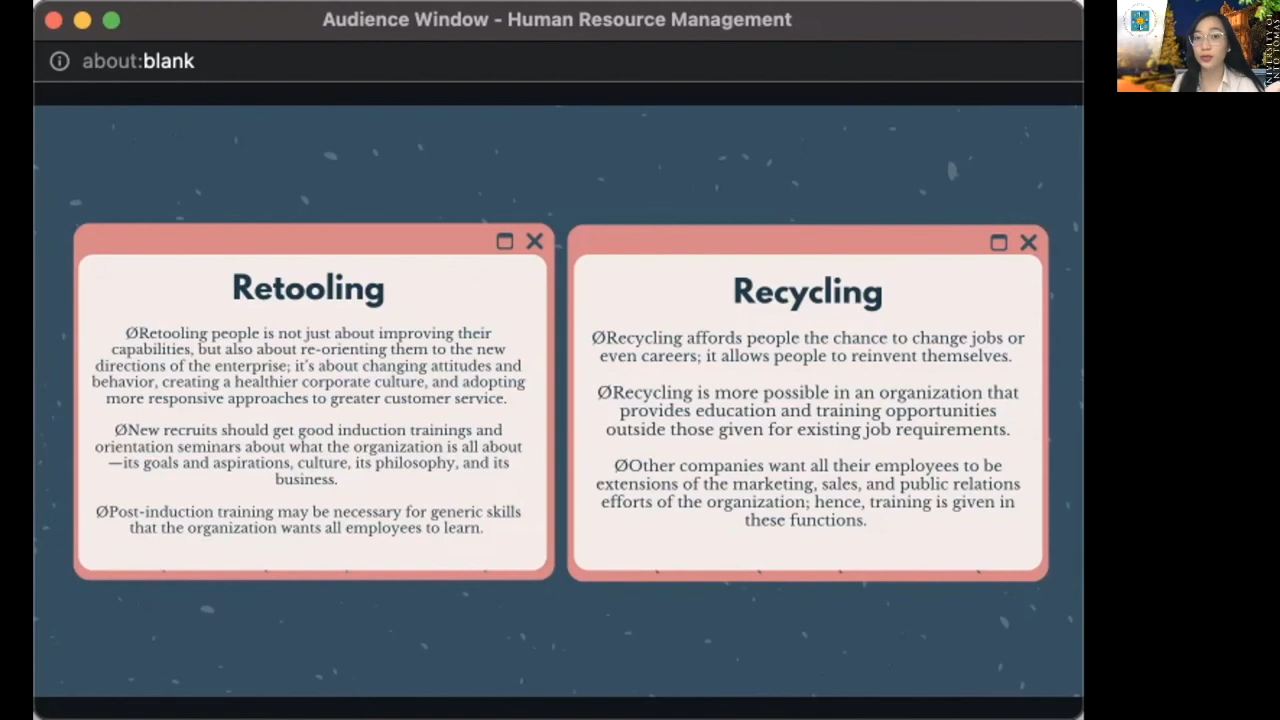 Audience Window - Human Resource Management
about:blank
Retooling
ØRetooling people is not just about improving their
capabilities, but also about re-orienting them to the new
directions of the enterprise; it's about changing attitudes and
behavior, creating a healthier corporate culture, and adopting
more responsive approaches to greater customer service.
ØNew recruits should get good induction trainings and
orientation seminars about what the organization is all about
—its goals and aspirations, culture, its philosophy, and its
business.
ØPost-induction training may be necessary for generic skills
that the organization wants all employees to learn.
Recycling
ØRecycling affords people the chance to change jobs or
even careers; it allows people to reinvent themselves.
ØRecycling is more possible in an organization that
provides education and training opportunities
outside those given for existing job requirements.
ØOther companies want all their employees to be
extensions of the marketing, sales, and public relations
efforts of the organization; hence, training is given in
these functions.